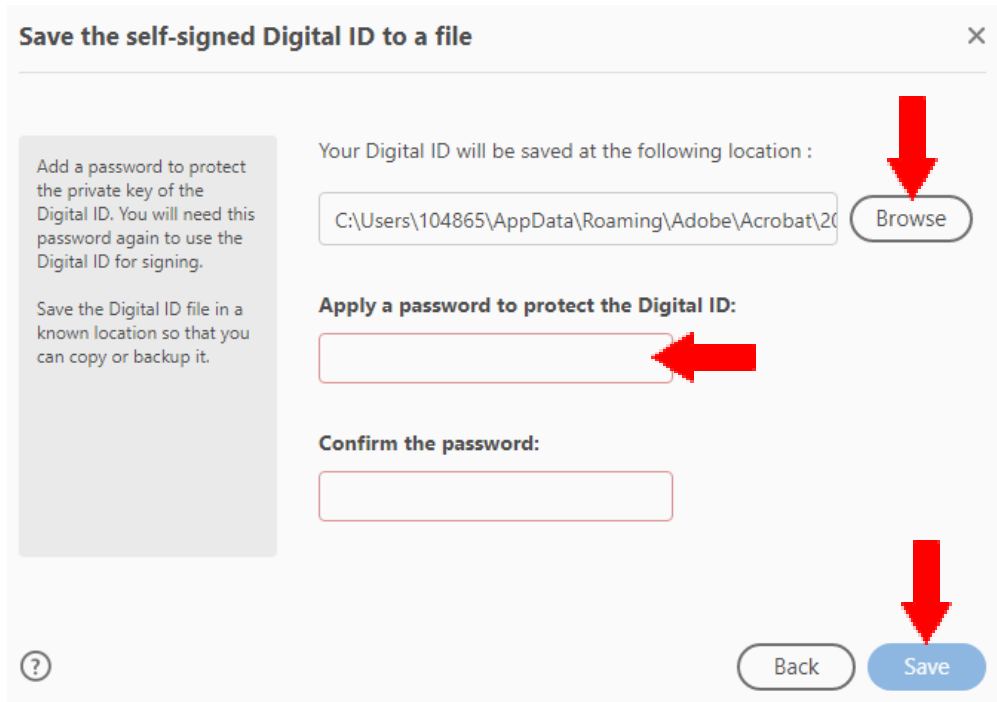 Save the self-signed Digital ID to a file
Add a password to protect
the private key of the
Digital ID. You will need this
password again to use the
Digital ID for signing.
Save the Digital ID file in a
known location so that you
can copy or backup it.
Your Digital ID will be saved at the following location :
C:\Users\104865\AppData\Roaming\Adobe\Acrobat\20
Browse
Apply a password to protect the Digital ID:
Confirm the password:
?
Back
Save